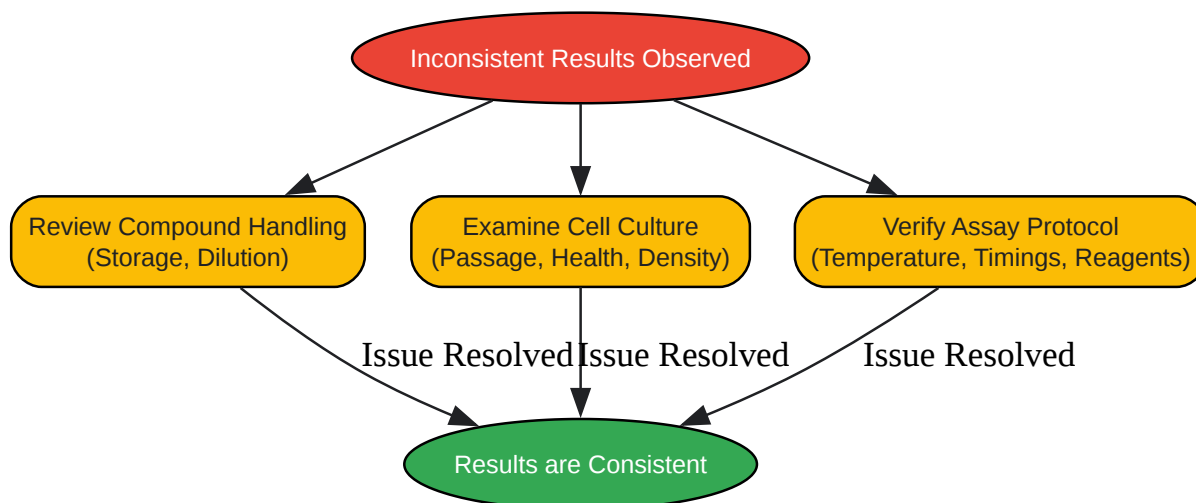 Inconsistent Results Observed
Review Compound Handling
(Storage, Dilution)
Examine Cell Culture
(Passage, Health, Density)
Verify Assay Protocol
(Temperature, Timings, Reagents)
Issue Resolved
Issue Resolved
Issue Resolved
Results are Consistent